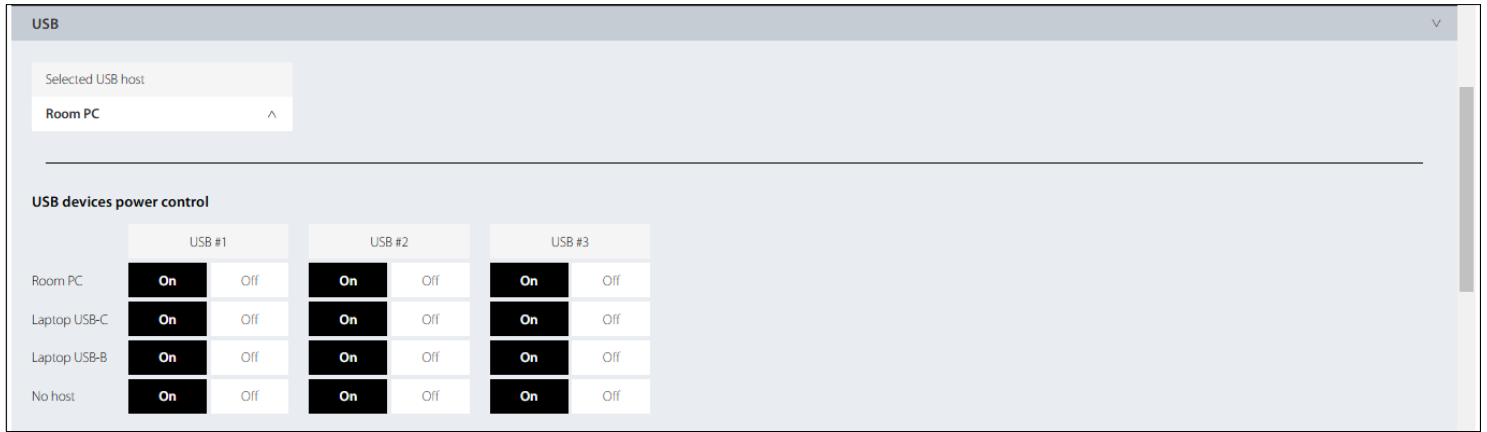 USB
Selected USB host
Room PC
USB devices power control
USB #1 USB #2 USB #3
Room PC On Off On Off On Off
Laptop USB-C On Off On Off On Off
Laptop USB-B On Off On Off On Off
No host On Off On Off On Off